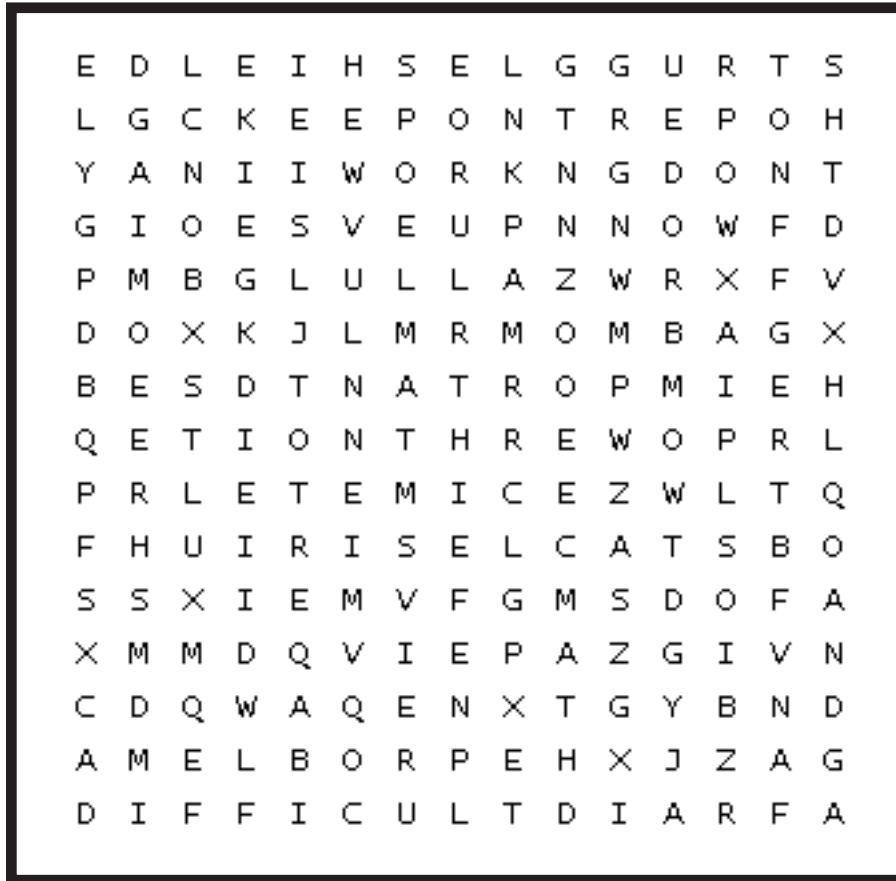 E D L E I H S E L G G U R T S
L G C K E E P O N T R E P O H
Y A N I I W O R K N G D O N T
G I O E S V E U P N N O W F D
P M B G L U L L A Z W R X F V
D O X K J L M R M O M B A G X
B E S D T N A T R O P M I E H
Q E T I O N T H R E W O P R L
P R L E T E M I C E Z W L T Q
F H U I R I S E L C A T S B O
S S X I E M V F G M S D O F A
X M M D Q V I E P A Z G I V N
C D Q W A Q E N X T G Y B N D
A M E L B O R P E H X J Z A G
D I F F I C U L T D I A R F A